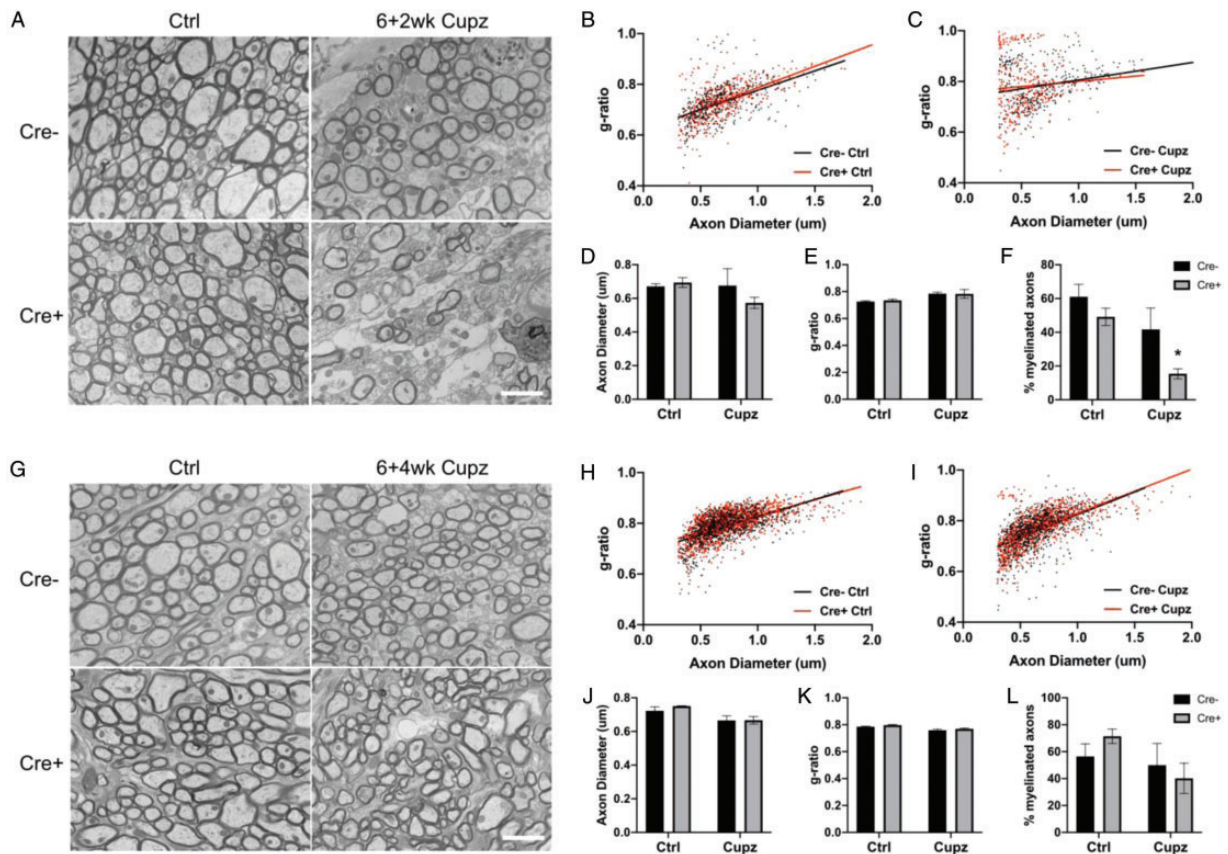 A
Ctrl
6+2wk Cupz
Cre-
Cre+
B
1.0
0.8
0.6
0.4
g-ratio
Cre- Ctrl
Cre+ Ctrl
0.0
0.5
1.0
1.5
2.0
Axon Diameter (um)
C
1.0
0.8
0.6
0.4
g-ratio
Cre- Cupz
Cre+ Cupz
0.0
0.5
1.0
1.5
2.0
Axon Diameter (um)
D
0.8
0.6
0.4
0.2
0.0
Axon Diameter (um)
Ctrl
Cupz
E
1.0
0.8
0.6
0.4
0.2
0.0
g-ratio
Ctrl
Cupz
F
80
60
40
20
0
% myelinated axons
*
Cre-
Cre+
Ctrl
Cupz
G
Ctrl
6+4wk Cupz
Cre-
Cre+
H
1.0
0.8
0.6
0.4
g-ratio
Cre- Ctrl
Cre+ Ctrl
0.0
0.5
1.0
1.5
2.0
Axon Diameter (um)
I
1.0
0.8
0.6
0.4
g-ratio
Cre- Cupz
Cre+ Cupz
0.0
0.5
1.0
1.5
2.0
Axon Diameter (um)
J
0.8
0.6
0.4
0.2
0.0
Axon Diameter (um)
Ctrl
Cupz
K
1.0
0.8
0.6
0.4
0.2
0.0
g-ratio
Ctrl
Cupz
L
100
80
60
40
20
0
% myelinated axons
Cre-
Cre+
Ctrl
Cupz